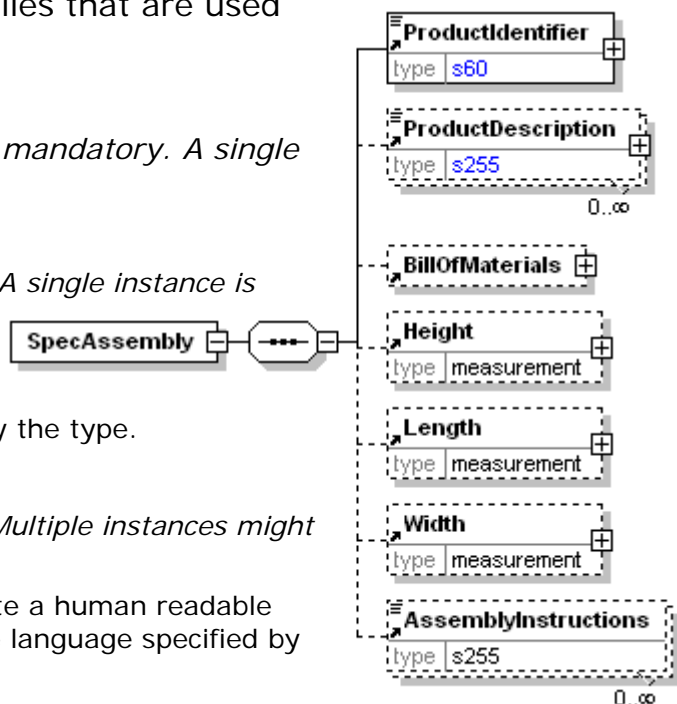 lies that are used
mandatory. A single
A single instance is
y the type.
Multiple instances might
te a human readable
language specified by
SpecAssembly
ProductIdentifier
type s60
ProductDescription
type s255
0..∞
BillOfMaterials
Height
type measurement
Length
type measurement
Width
type measurement
AssemblyInstructions
type s255
0..∞